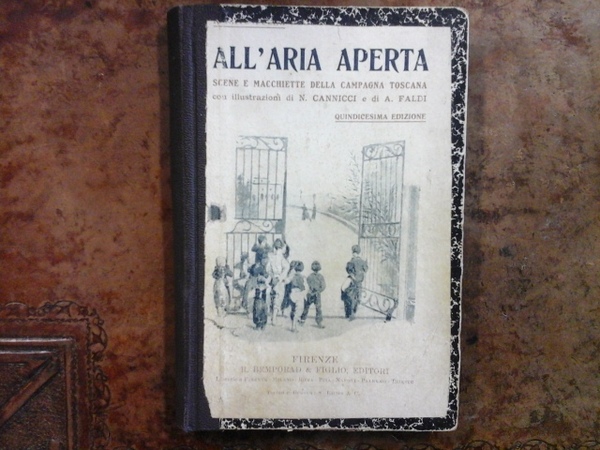 ALL'ARIA APERTA
SCENE E MACCHIETTE DELLA CAMPAGNA TOSCANA
con illustrazioni di N. CANNICCI e di A. FALDI
QUINDICESIMA EDIZIONE
FIRENZE
R. BEMPORAD & FIGLIO, EDITORI